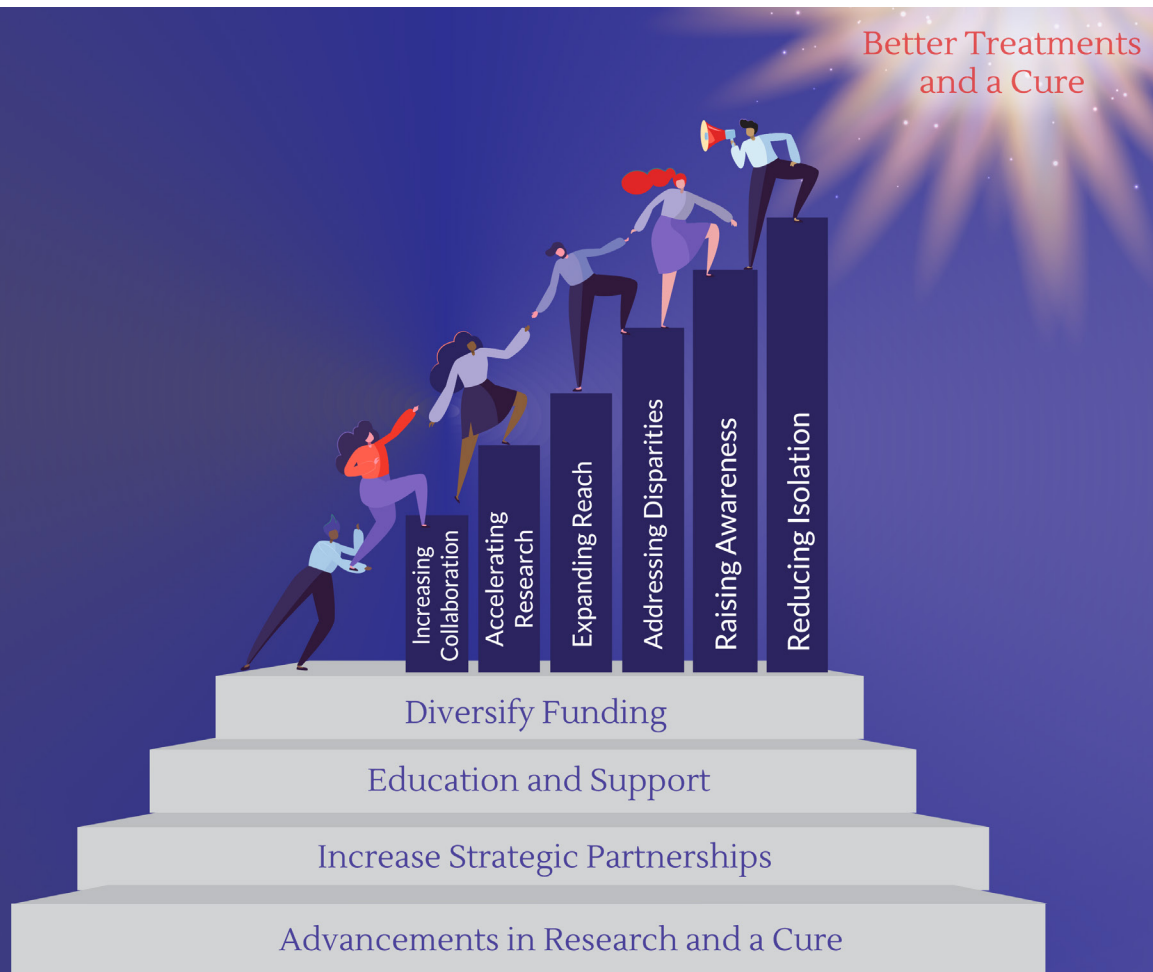 Better Treatments
and a Cure
Increasing
Collaboration
Accelerating
Research
Expanding Reach
Addressing Disparities
Raising Awareness
Reducing Isolation
Diversify Funding
Education and Support
Increase Strategic Partnerships
Advancements in Research and a Cure